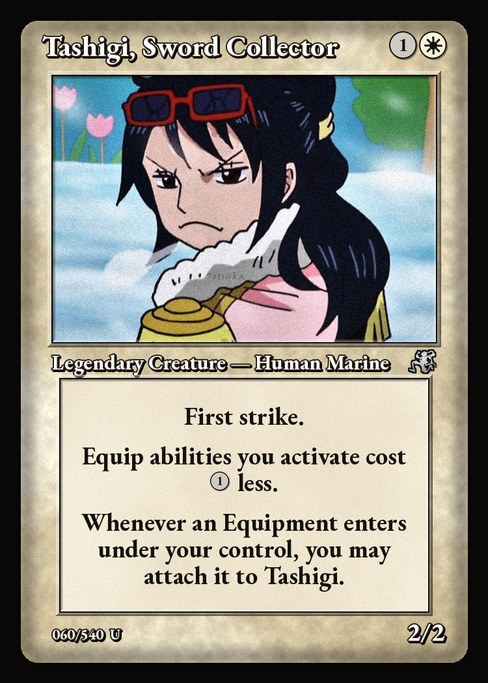 Tashigi, Sword Collector 1
First strike.
Legendary Creature — Human Marine
Equip abilities you activate cost
1 less.
Whenever an Equipment enters
under your control, you may
attach it to Tashigi.
060/540 U 2/2